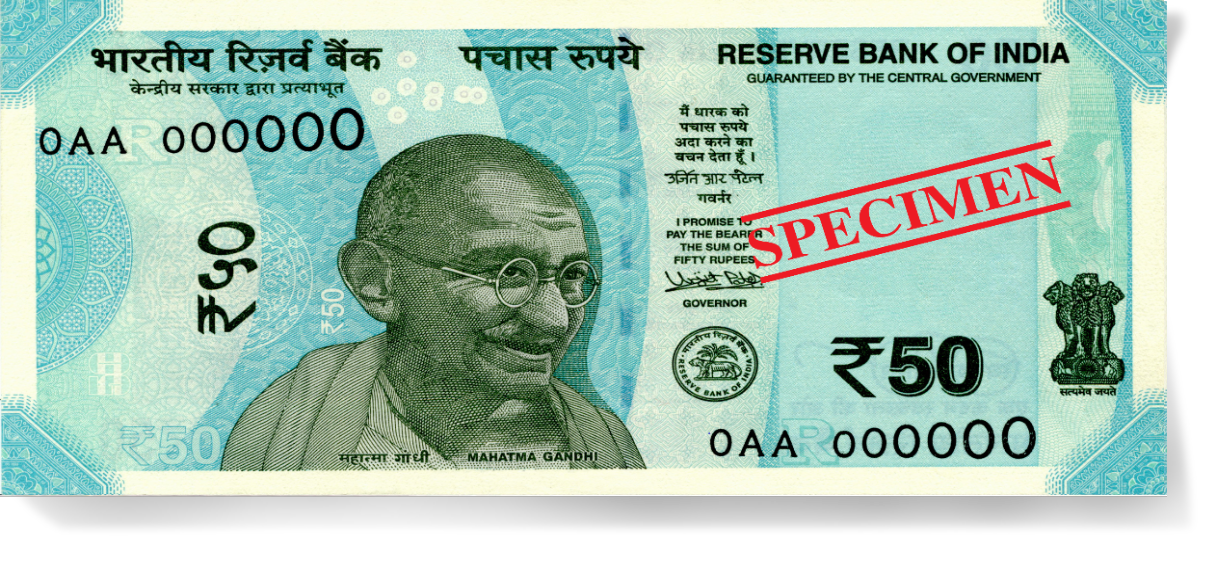 भारतीय रिज़र्व बैंक
केन्द्रीय सरकार द्वारा प्रत्याभूत
पचास रुपये
RESERVE BANK OF INDIA
GUARANTEED BY THE CENTRAL GOVERNMENT
0AA 000000
₹५०
₹50
मैं धारक को
पचास रुपये
अदा करने का
वचन देता हूँ ।
उर्जित आर पटेल
गवर्नर
I PROMISE TO
PAY THE BEARER
THE SUM OF
FIFTY RUPEES
GOVERNOR
SPECIMEN
भारतीय रिज़र्व बैंक
RESERVE BANK OF INDIA
₹50
सत्यमेव जयते
₹50
महात्मा गांधी
MAHATMA GANDHI
0AA 000000